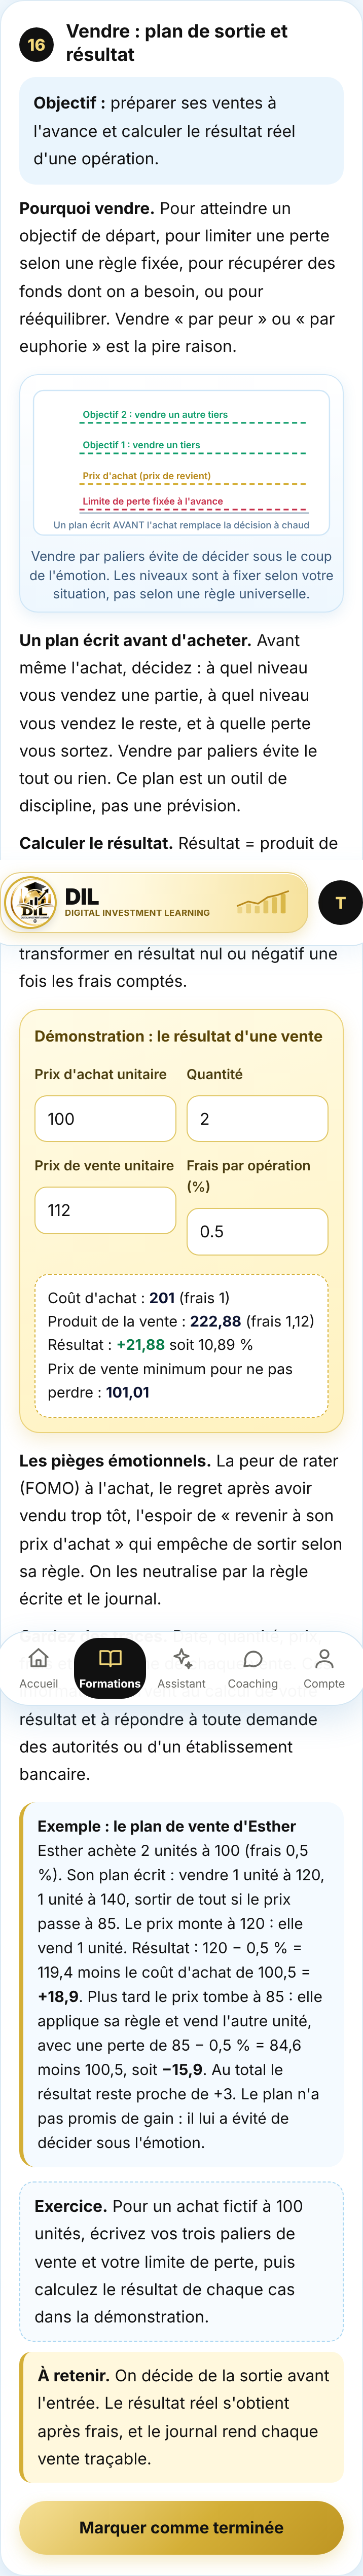 16
Vendre : plan de sortie et
résultat
Objectif : préparer ses ventes à
l'avance et calculer le résultat réel
d'une opération.
Pourquoi vendre. Pour atteindre un
objectif de départ, pour limiter une perte
selon une règle fixée, pour récupérer des
fonds dont on a besoin, ou pour
rééquilibrer. Vendre « par peur » ou « par
euphorie » est la pire raison.
Objectif 2 : vendre un autre tiers
Objectif 1 : vendre un tiers
Prix d'achat (prix de revient)
Limite de perte fixée à l'avance
Un plan écrit AVANT l'achat remplace la décision à chaud
Vendre par paliers évite de décider sous le coup
de l'émotion. Les niveaux sont à fixer selon votre
situation, pas selon une règle universelle.
Un plan écrit avant d'acheter. Avant
même l'achat, décidez : à quel niveau
vous vendez une partie, à quel niveau
vous vendez le reste, et à quelle perte
vous sortez. Vendre par paliers évite le
tout ou rien. Ce plan est un outil de
discipline, pas une prévision.
Calculer le résultat. Résultat = produit de
DIL
DIL
DIGITAL INVESTMENT LEARNING
T
transformer en résultat nul ou négatif une
fois les frais comptés.
Démonstration : le résultat d'une vente
Prix d'achat unitaire
Quantité
100
2
Prix de vente unitaire
Frais par opération
(%)
112
0.5
Coût d'achat : 201 (frais 1)
Produit de la vente : 222,88 (frais 1,12)
Résultat : +21,88 soit 10,89 %
Prix de vente minimum pour ne pas
perdre : 101,01
Les pièges émotionnels. La peur de rater
(FOMO) à l'achat, le regret après avoir
vendu trop tôt, l'espoir de « revenir à son
prix d'achat » qui empêche de sortir selon
sa règle. On les neutralise par la règle
écrite et le journal.
Gardez des traces. Date, quantité, prix,
Accueil
Formations
Assistant
Coaching
Compte
résultat et à répondre à toute demande
des autorités ou d'un établissement
bancaire.
Exemple : le plan de vente d'Esther
Esther achète 2 unités à 100 (frais 0,5
%). Son plan écrit : vendre 1 unité à 120,
1 unité à 140, sortir de tout si le prix
passe à 85. Le prix monte à 120 : elle
vend 1 unité. Résultat : 120 − 0,5 % =
119,4 moins le coût d'achat de 100,5 =
+18,9. Plus tard le prix tombe à 85 : elle
applique sa règle et vend l'autre unité,
avec une perte de 85 − 0,5 % = 84,6
moins 100,5, soit −15,9. Au total le
résultat reste proche de +3. Le plan n'a
pas promis de gain : il lui a évité de
décider sous l'émotion.
Exercice. Pour un achat fictif à 100
unités, écrivez vos trois paliers de
vente et votre limite de perte, puis
calculez le résultat de chaque cas
dans la démonstration.
À retenir. On décide de la sortie avant
l'entrée. Le résultat réel s'obtient
après frais, et le journal rend chaque
vente traçable.
Marquer comme terminée